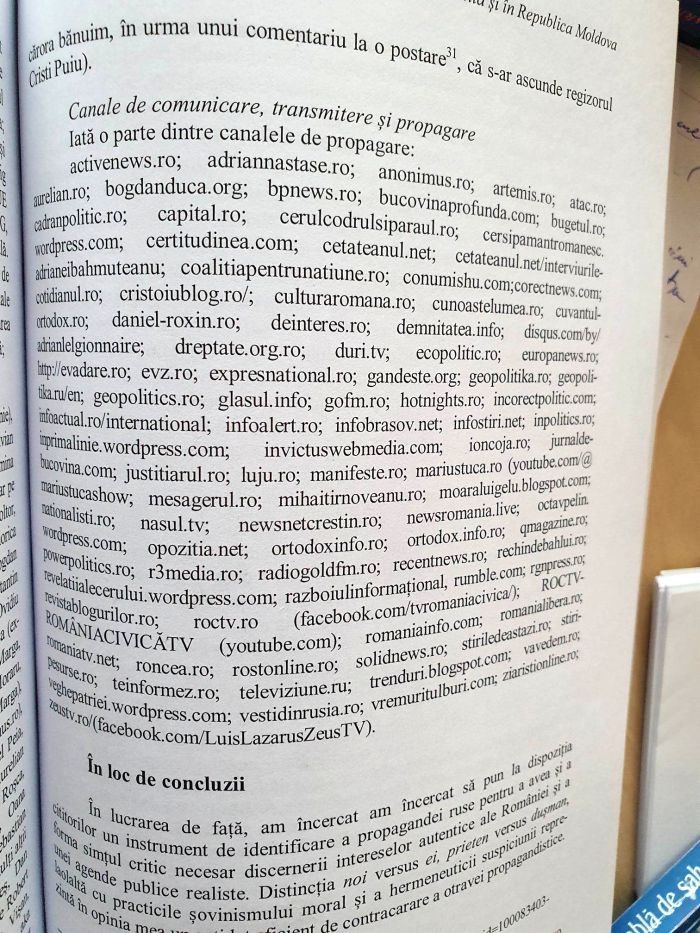 și în Republica Moldova
cărora bănuim, în urma unui comentariu la o postare31, că s-ar ascunde regizorul
Cristi Puiu).
Canale de comunicare, transmitere și propagare
Iată o parte dintre canalele de propagare:
activenews.ro; adriannastase.ro; anonimus.ro; artemis.ro; atac.ro;
aurelian.ro; bogdanduca.org; bpnews.ro; bucovinaprofunda.com; bugetul.ro;
cadranpolitic.ro; capital.ro; cerulcodrulsiparaul.ro; cersipamantromanesc.
wordpress.com; certitudinea.com; cetateanul.net; cetateanul.net/interviurile-
adrianeibahmuteanu; coalitiapentrunatiune.ro; conumishu.com;corectnews.com;
cotidianul.ro; cristoiublog.ro/; culturaromana.ro; cunoastelumea.ro; cuvantul-
ortodox.ro; daniel-roxin.ro; deinteres.ro; demnitatea.info; disqus.com/by/
adrianlelgionnaire; dreptate.org.ro; duri.tv; ecopolitic.ro; europanews.ro;
http://evadare.ro; evz.ro; expresnational.ro; gandeste.org; geopolitika.ro; geopoli-
tika.ru/en; geopolitics.ro; glasul.info; gofm.ro; hotnights.ro; incorectpolitic.com;
infoactual.ro/international; infoalert.ro; infobrasov.net; infostiri.net; inpolitics.ro;
inprimalinie.wordpress.com; invictuswebmedia.com; ioncoja.ro; jurnalde-
bucovina.com; justitiarul.ro; luju.ro; manifeste.ro; mariustuca.ro (youtube.com/@
mariustucashow; mesagerul.ro; mihaitirnoveanu.ro; moaraluigelu.blogspot.com;
nationalisti.ro; nasul.tv; newsnetcrestin.ro; newsromania.live; octavpelin.
wordpress.com; opozitia.net; ortodoxinfo.ro; ortodox.info.ro; qmagazine.ro;
powerpolitics.ro; r3media.ro; radiogoldfm.ro; recentnews.ro; rechindebahlui.ro;
revelatiialecerului.wordpress.com; razboiulinformațional, rumble.com; rgnpress.ro;
revistablogurilor.ro; roctv.ro (facebook.com/tvromaniacivica/); ROCTV-
ROMÂNIACIVICĂTV (youtube.com); romaniainfo.com; romanialibera.ro;
romaniatv.net; roncea.ro; rostonline.ro; solidnews.ro; stiriledeastazi.ro; stiri-
pesurse.ro; teinformez.ro; televiziune.ru; trenduri.blogspot.com; vavedem.ro;
veghepatriei.wordpress.com; vestidinrusia.ro; vremuritulburi.com; ziaristionline.ro;
zeustv.ro/(facebook.com/LuisLazarusZeusTV).
În loc de concluzii
În lucrarea de față, am încercat am încercat să pun la dispoziția
cititorilor un instrument de identificare a propagandei ruse pentru a avea și a
forma simțul critic necesar discernerii intereselor autentice ale României și a
unei agende publice realiste. Distincția noi versus ei, prieten versus dușman,
laolaltă cu practicile șovinismului moral și a hermeneuticii suspiciunii repre-
zintă în opinia mea un eficient de contracarare a otravei propagandistice.
id=100083403-